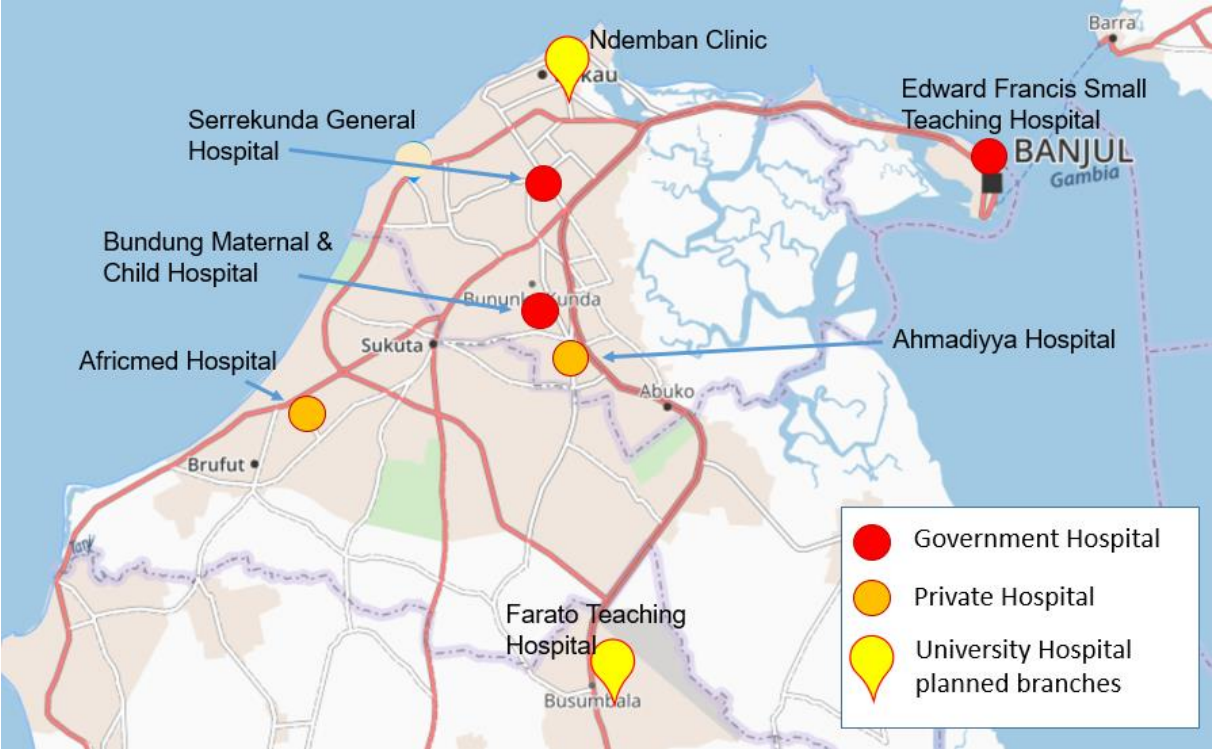 Barra
Ndemban Clinic
Edward Francis Small
Teaching Hospital
Serrekunda General
Hospital
BANJUL
Gambia
Bundung Maternal &
Child Hospital
Sukuta
Ahmadiyya Hospital
Africmed Hospital
Abuko
Brufut
Government Hospital
Private Hospital
University Hospital
planned branches
Farato Teaching
Hospital
Busumbala